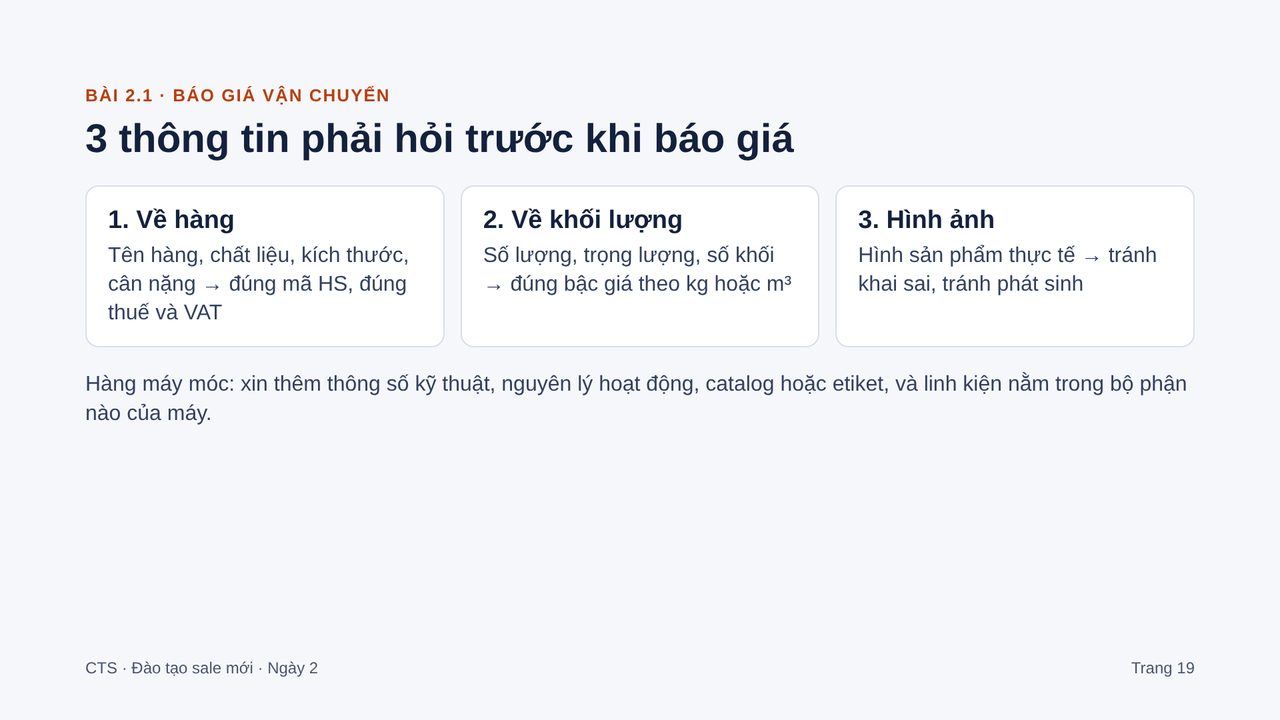 BÀI 2.1 · BÁO GIÁ VẬN CHUYỂN
3 thông tin phải hỏi trước khi báo giá
1. Về hàng
Tên hàng, chất liệu, kích thước,
cân nặng → đúng mã HS, đúng
thuế và VAT
2. Về khối lượng
Số lượng, trọng lượng, số khối
→ đúng bậc giá theo kg hoặc m³
3. Hình ảnh
Hình sản phẩm thực tế → tránh
khai sai, tránh phát sinh
Hàng máy móc: xin thêm thông số kỹ thuật, nguyên lý hoạt động, catalog hoặc etiket, và linh kiện nằm trong bộ phận
nào của máy.
CTS · Đào tạo sale mới · Ngày 2
Trang 19